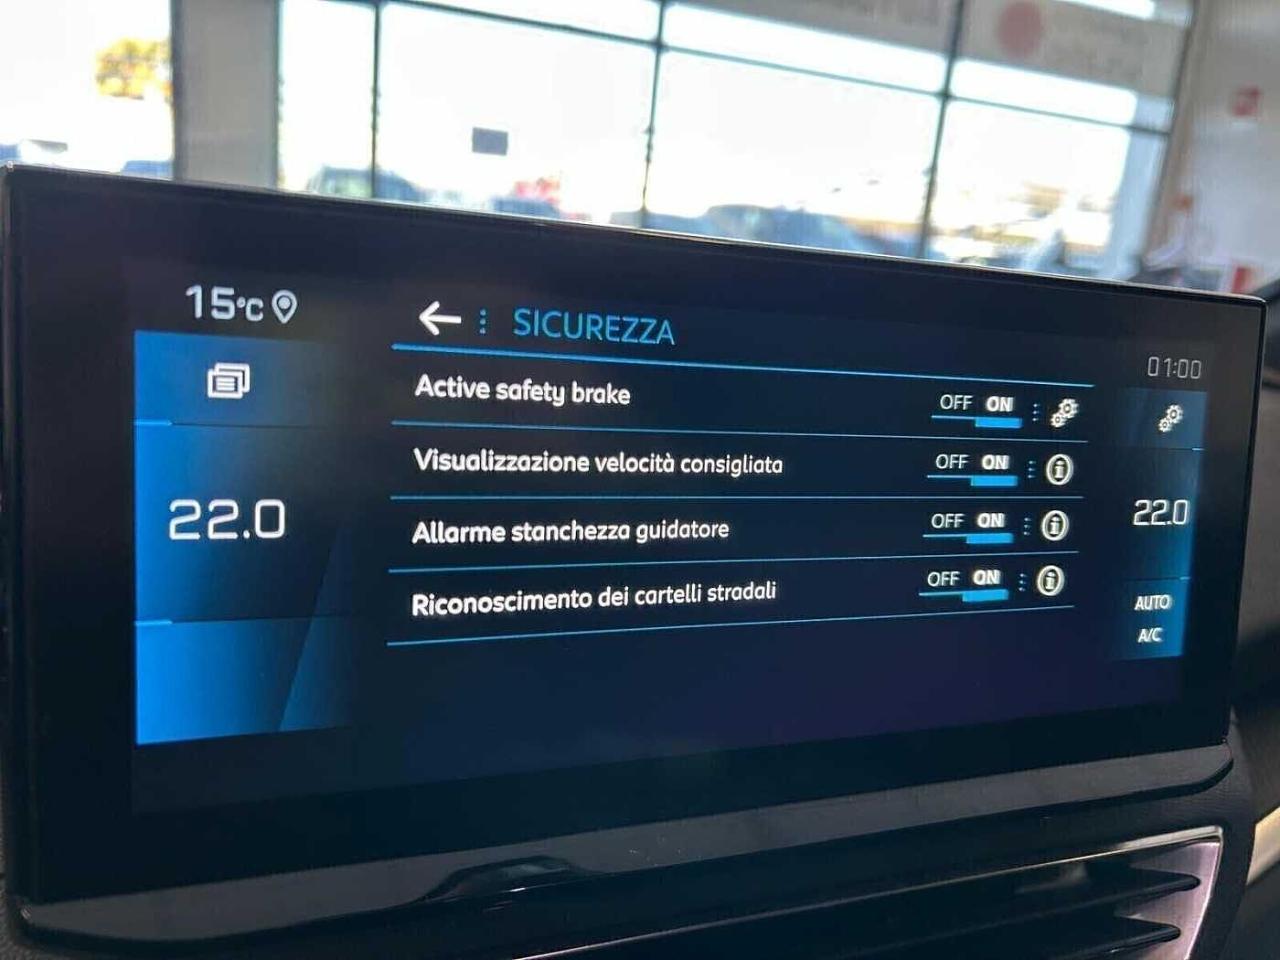 15°C
SICUREZZA
01:00
Active safety brake OFF ON
Visualizzazione velocità consigliata OFF ON
22.0
22.0
Allarme stanchezza guidatore OFF ON
Riconoscimento dei cartelli stradali OFF ON
AUTO
A/C